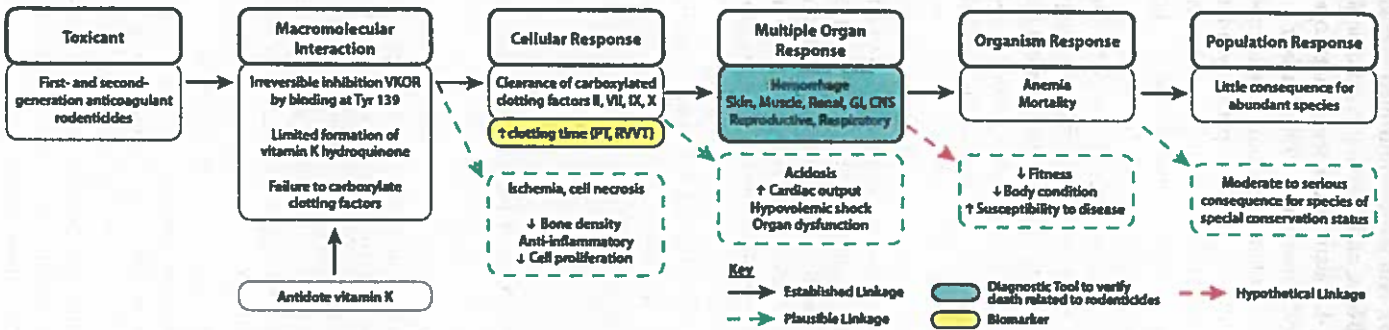 Toxicant
First- and second-
generation anticoagulant
rodenticides
Macromolecular
Interaction
Irreversible inhibition VKOR
by binding at Tyr 139
Limited formation of
vitamin K hydroquinone
Failure to carboxylate
clotting factors
Antidote vitamin K
Cellular Response
Clearance of carboxylated
clotting factors II, VII, IX, X
↑ clotting time (PT, RVVT)
Ischemia, cell necrosis
↓ Bone density
Anti-inflammatory
↓ Cell proliferation
Multiple Organ
Response
Hemorrhage
Skin, Muscle, Renal, GI, CNS
Reproductive, Respiratory
Acidosis
↑ Cardiac output
Hypovolemic shock
Organ dysfunction
Organism Response
Anemia
Mortality
↓ Fitness
↓ Body condition
↑ Susceptibility to disease
Population Response
Little consequence for
abundant species
Moderate to serious
consequence for species of
special conservation status
Key
Established Linkage
Plausible Linkage
Diagnostic Tool to verify
death related to rodenticides
Biomarker
Hypothetical Linkage